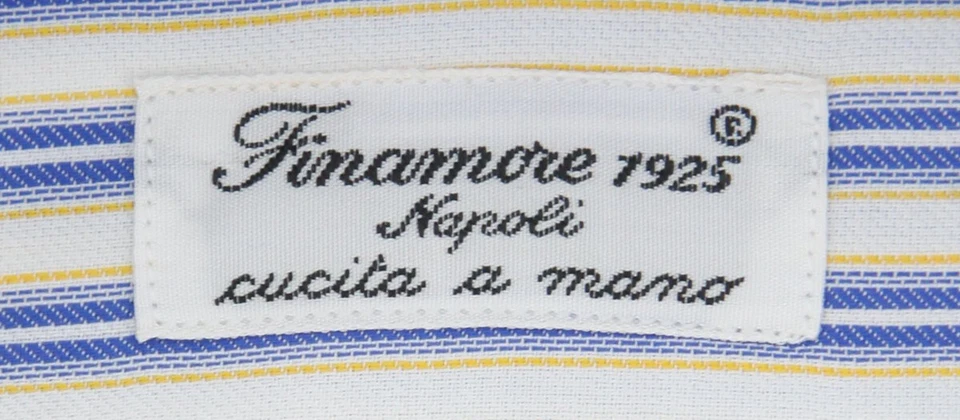 Finamore 1925®
Napoli
cucita a mano